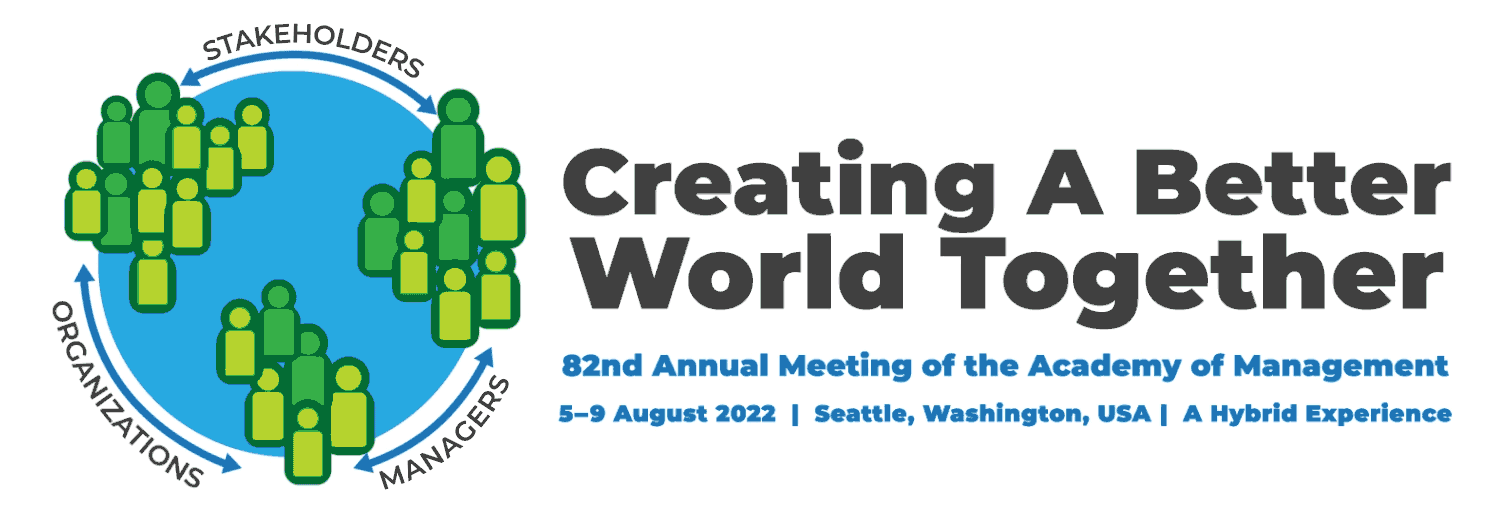 STAKEHOLDERS
ORGANIZATIONS
MANAGERS
Creating A Better
World Together
82nd Annual Meeting of the Academy of Management
5–9 August 2022 | Seattle, Washington, USA | A Hybrid Experience